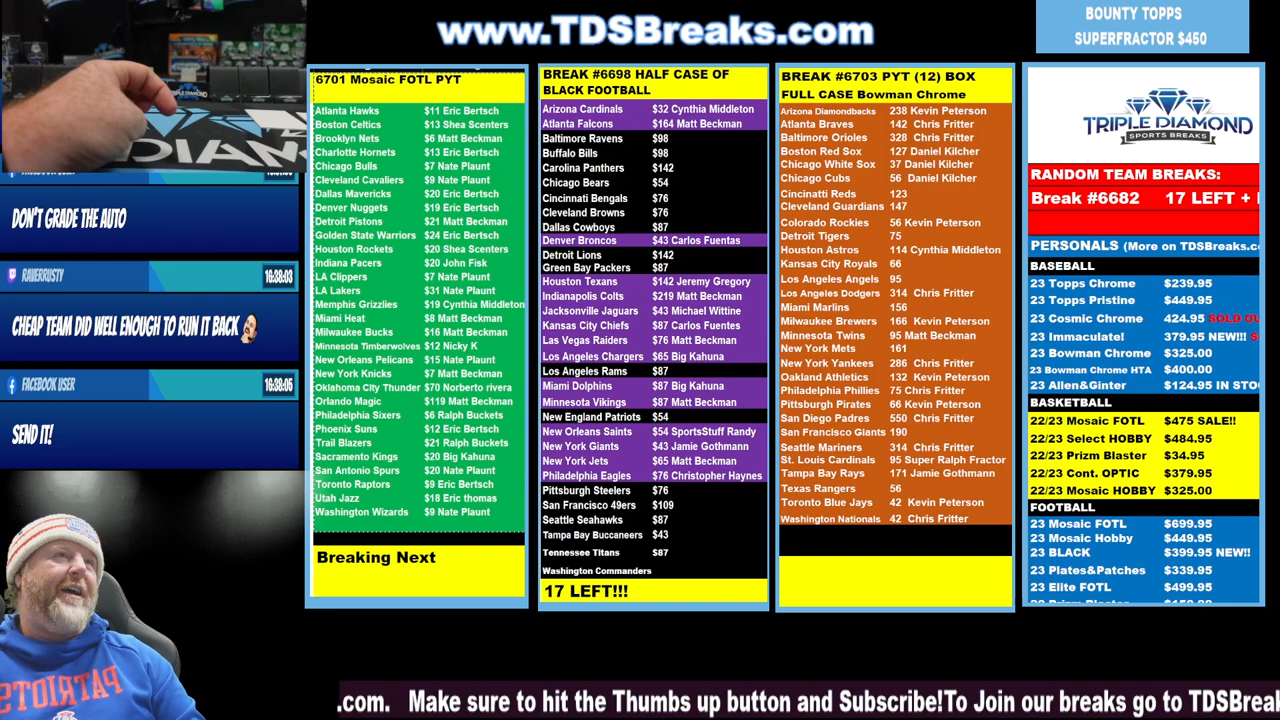 www.TDSBreaks.com
BOUNTY TOPPS
SUPERFRACTOR $450
DON'T GRADE THE AUTO
RAVERRUSTY
16:38:03
CHEAP TEAM DID WELL ENOUGH TO RUN IT BACK
FACEBOOK USER
16:38:05
SEND IT!
6701 Mosaic FOTL PYT
Atlanta Hawks $11 Eric Bertsch
Boston Celtics $13 Shea Scenters
Brooklyn Nets $6 Matt Beckman
Charlotte Hornets $13 Eric Bertsch
Chicago Bulls $7 Nate Plaunt
Cleveland Cavaliers $9 Nate Plaunt
Dallas Mavericks $20 Eric Bertsch
Denver Nuggets $19 Eric Bertsch
Detroit Pistons $21 Matt Beckman
Golden State Warriors $24 Eric Bertsch
Houston Rockets $20 Shea Scenters
Indiana Pacers $20 John Fisk
LA Clippers $7 Nate Plaunt
LA Lakers $31 Nate Plaunt
Memphis Grizzlies $19 Cynthia Middleton
Miami Heat $8 Matt Beckman
Milwaukee Bucks $16 Matt Beckman
Minnesota Timberwolves $12 Nicky K
New Orleans Pelicans $15 Nate Plaunt
New York Knicks $7 Matt Beckman
Oklahoma City Thunder $70 Norberto rivera
Orlando Magic $119 Matt Beckman
Philadelphia Sixers $6 Ralph Buckets
Phoenix Suns $12 Eric Bertsch
Trail Blazers $21 Ralph Buckets
Sacramento Kings $20 Big Kahuna
San Antonio Spurs $20 Nate Plaunt
Toronto Raptors $9 Eric Bertsch
Utah Jazz $18 Eric thomas
Washington Wizards $9 Nate Plaunt
Breaking Next
BREAK #6698 HALF CASE OF
BLACK FOOTBALL
Arizona Cardinals $32 Cynthia Middleton
Atlanta Falcons $164 Matt Beckman
Baltimore Ravens $98
Buffalo Bills $98
Carolina Panthers $142
Chicago Bears $54
Cincinnati Bengals $76
Cleveland Browns $76
Dallas Cowboys $87
Denver Broncos $43 Carlos Fuentas
Detroit Lions $142
Green Bay Packers $87
Houston Texans $142 Jeremy Gregory
Indianapolis Colts $219 Matt Beckman
Jacksonville Jaguars $43 Michael Wittine
Kansas City Chiefs $87 Carlos Fuentes
Las Vegas Raiders $76 Matt Beckman
Los Angeles Chargers $65 Big Kahuna
Los Angeles Rams $87
Miami Dolphins $87 Big Kahuna
Minnesota Vikings $87 Matt Beckman
New England Patriots $54
New Orleans Saints $54 SportsStuff Randy
New York Giants $43 Jamie Gothmann
New York Jets $65 Matt Beckman
Philadelphia Eagles $76 Christopher Haynes
Pittsburgh Steelers $76
San Francisco 49ers $109
Seattle Seahawks $87
Tampa Bay Buccaneers $43
Tennessee Titans $87
Washington Commanders
17 LEFT!!!
BREAK #6703 PYT (12) BOX
FULL CASE Bowman Chrome
Arizona Diamondbacks 238 Kevin Peterson
Atlanta Braves 142 Chris Fritter
Baltimore Orioles 328 Chris Fritter
Boston Red Sox 127 Daniel Kilcher
Chicago White Sox 37 Daniel Kilcher
Chicago Cubs 56 Daniel Kilcher
Cincinatti Reds 123
Cleveland Guardians 147
Colorado Rockies 56 Kevin Peterson
Detroit Tigers 75
Houston Astros 114 Cynthia Middleton
Kansas City Royals 66
Los Angeles Angels 95
Los Angeles Dodgers 314 Chris Fritter
Miami Marlins 156
Milwaukee Brewers 166 Kevin Peterson
Minnesota Twins 95 Matt Beckman
New York Mets 161
New York Yankees 286 Chris Fritter
Oakland Athletics 132 Kevin Peterson
Philadelphia Phillies 75 Chris Fritter
Pittsburgh Pirates 66 Kevin Peterson
San Diego Padres 550 Chris Fritter
San Francisco Giants 190
Seattle Mariners 314 Chris Fritter
St. Louis Cardinals 95 Super Ralph Fractor
Tampa Bay Rays 171 Jamie Gothmann
Texas Rangers 56
Toronto Blue Jays 42 Kevin Peterson
Washington Nationals 42 Chris Fritter
TRIPLE DIAMOND
SPORTS BREAKS
RANDOM TEAM BREAKS:
Break #6682 17 LEFT +
PERSONALS (More on TDSBreaks.co
BASEBALL
23 Topps Chrome $239.95
23 Topps Pristine $449.95
23 Cosmic Chrome 424.95 SOLD OU
23 Immaculate! 379.95 NEW!!! S
23 Bowman Chrome $325.00
23 Bowman Chrome HTA $400.00
23 Allen&Ginter $124.95 IN STO
BASKETBALL
22/23 Mosaic FOTL $475 SALE!!
22/23 Select HOBBY $484.95
22/23 Prizm Blaster $34.95
22/23 Cont. OPTIC $379.95
22/23 Mosaic HOBBY $325.00
FOOTBALL
23 Mosaic FOTL $699.95
23 Mosaic Hobby $449.95
23 BLACK $399.95 NEW!!
23 Plates&Patches $339.95
23 Elite FOTL $499.95
PATRIOTS
.com. Make sure to hit the Thumbs up button and Subscribe!To Join our breaks go to TDSBrea